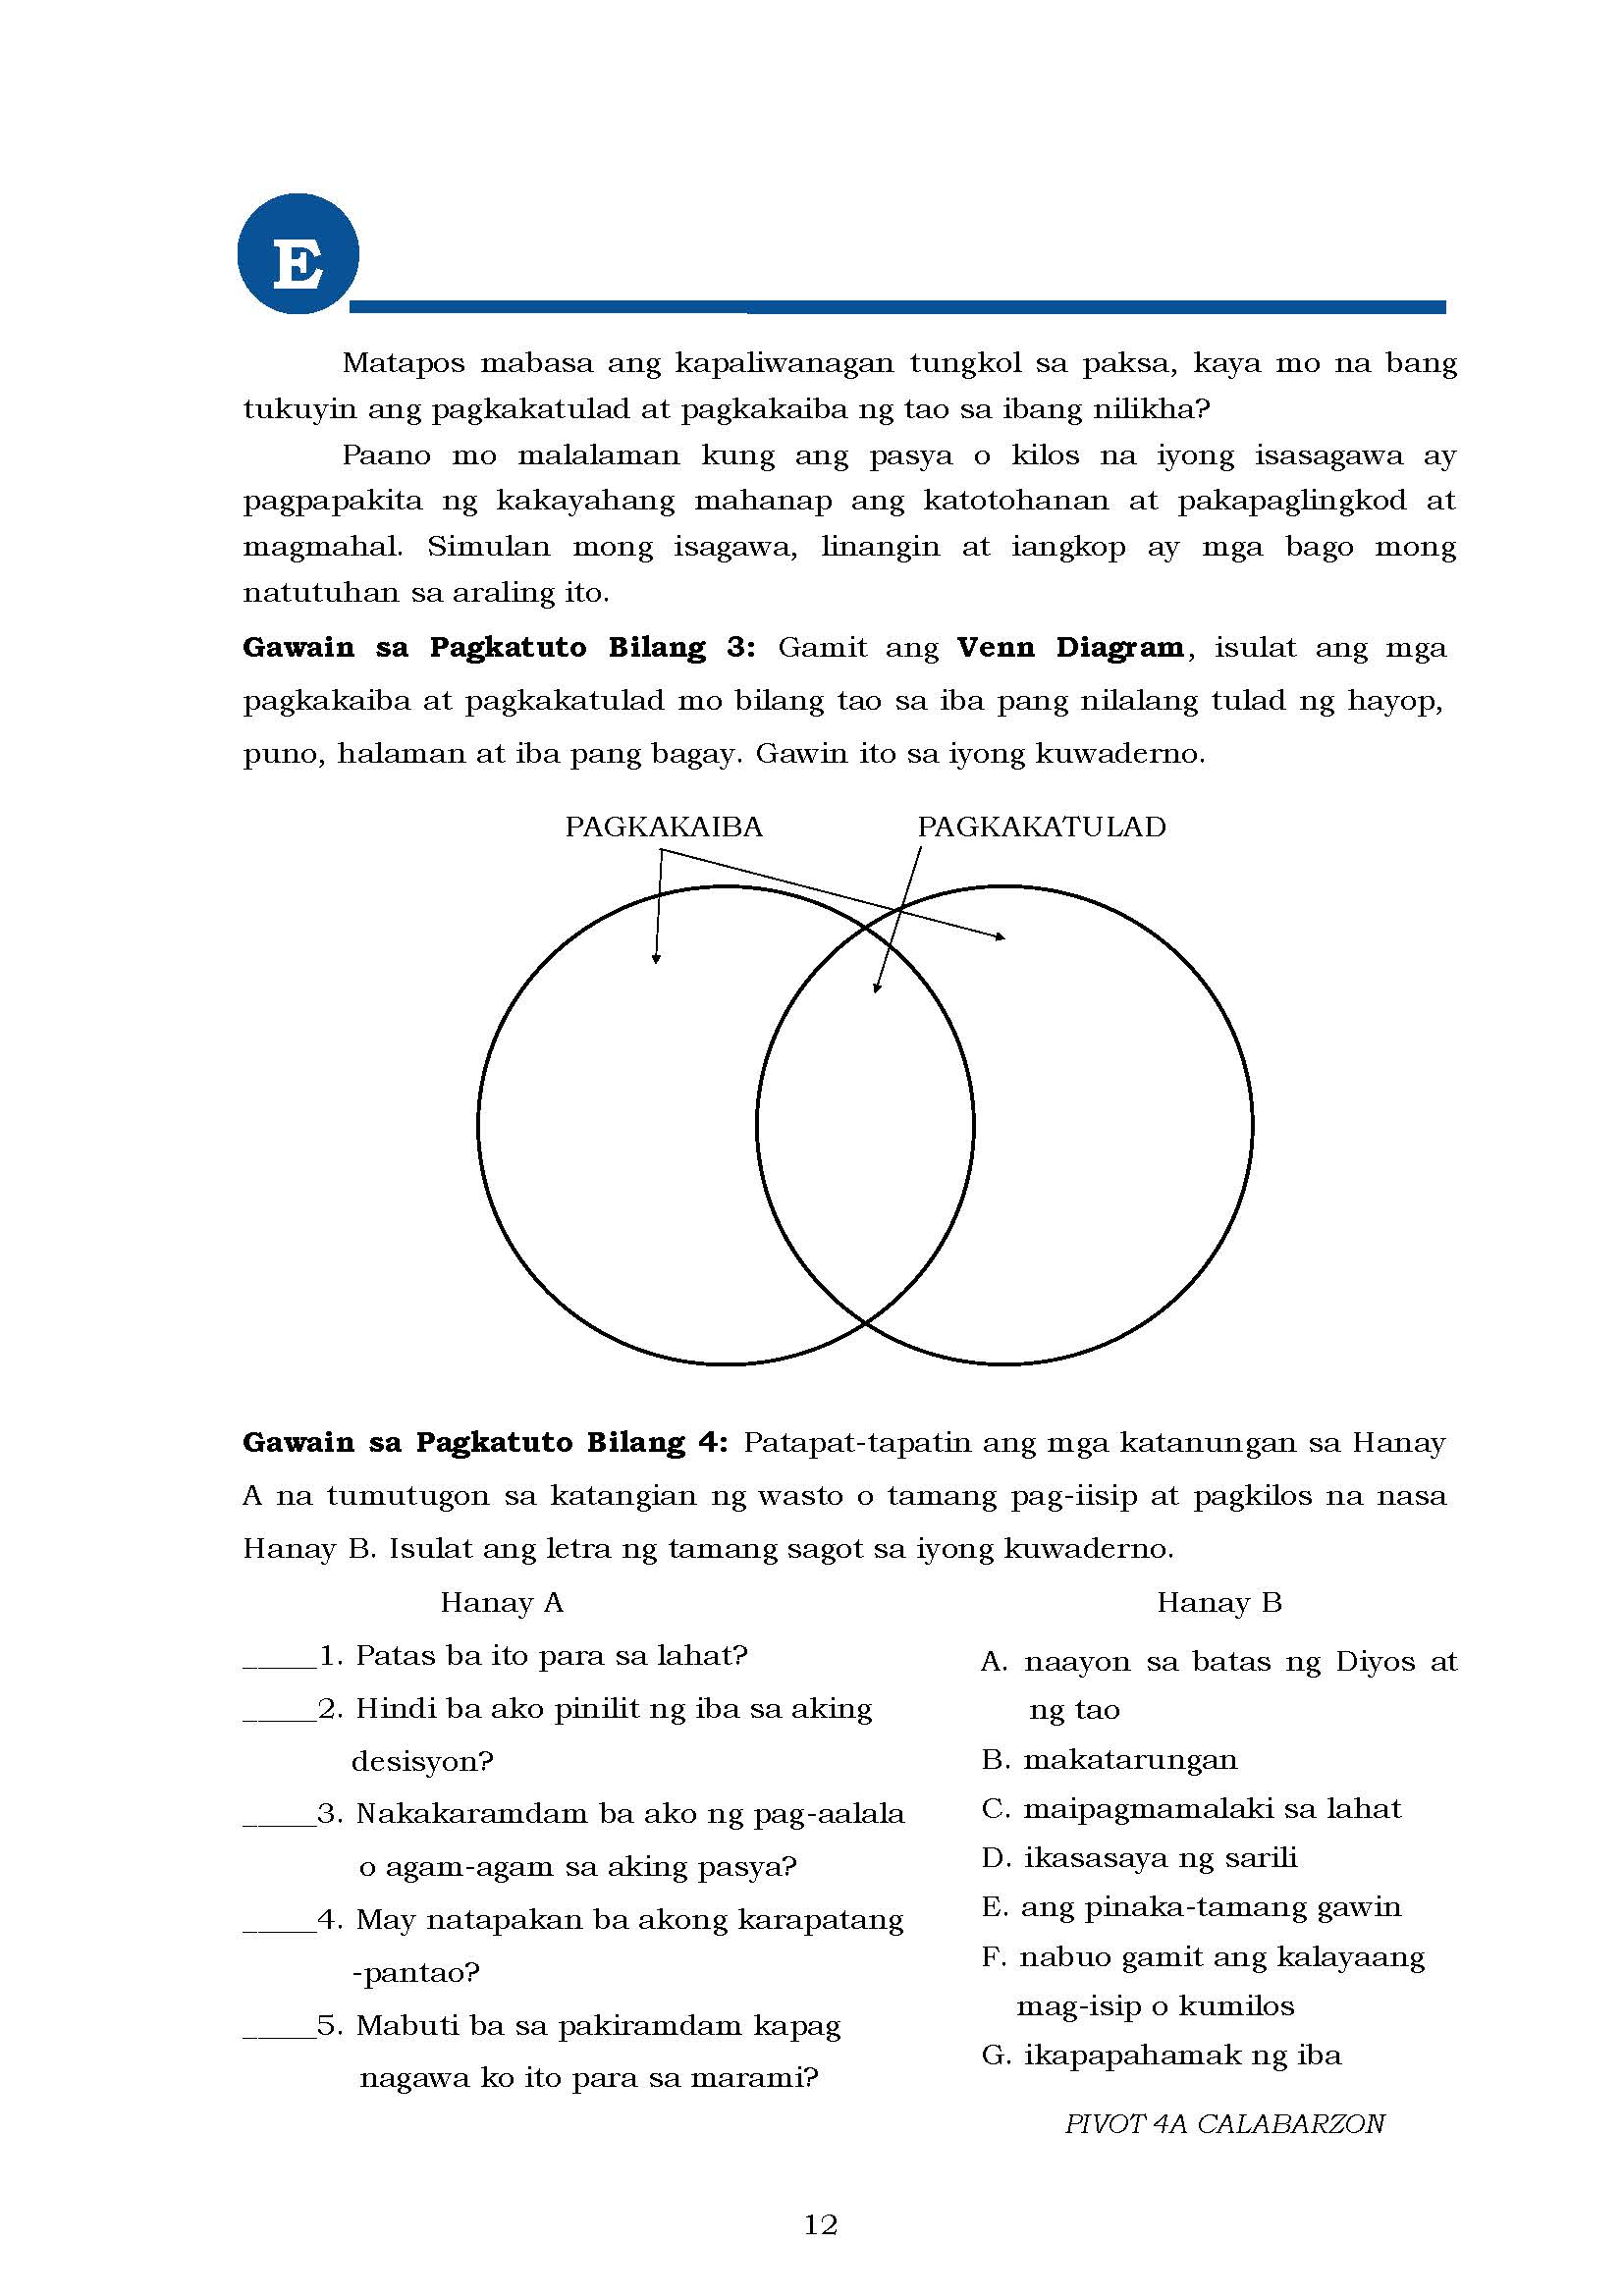 E
Matapos mabasa ang kapaliwanagan tungkol sa paksa, kaya mo na bang
tukuyin ang pagkakatulad at pagkakaiba ng tao sa ibang nilikha?
Paano mo malalaman kung ang pasya o kilos na iyong isasagawa ay
pagpapakita ng kakayahang mahanap ang katotohanan at pakapaglingkod at
magmahal. Simulan mong isagawa, linangin at iangkop ay mga bago mong
natutuhan sa araling ito.
Gawain sa Pagkatuto Bilang 3: Gamit ang Venn Diagram, isulat ang mga
pagkakaiba at pagkakatulad mo bilang tao sa iba pang nilalang tulad ng hayop,
puno, halaman at iba pang bagay. Gawin ito sa iyong kuwaderno.
PAGKAKAIBA PAGKAKATULAD
Gawain sa Pagkatuto Bilang 4: Patapat-tapatin ang mga katanungan sa Hanay
A na tumutugon sa katangian ng wasto o tamang pag-iisip at pagkilos na nasa
Hanay B. Isulat ang letra ng tamang sagot sa iyong kuwaderno.
Hanay A
_____1. Patas ba ito para sa lahat?
_____2. Hindi ba ako pinilit ng iba sa aking
desisyon?
_____3. Nakakaramdam ba ako ng pag-aalala
o agam-agam sa aking pasya?
_____4. May natapakan ba akong karapatang
-pantao?
_____5. Mabuti ba sa pakiramdam kapag
nagawa ko ito para sa marami?
Hanay B
A. naayon sa batas ng Diyos at
ng tao
B. makatarungan
C. maipagmamalaki sa lahat
D. ikasasaya ng sarili
E. ang pinaka-tamang gawin
F. nabuo gamit ang kalayaang
mag-isip o kumilos
G. ikapapahamak ng iba
PIVOT 4A CALABARZON
12